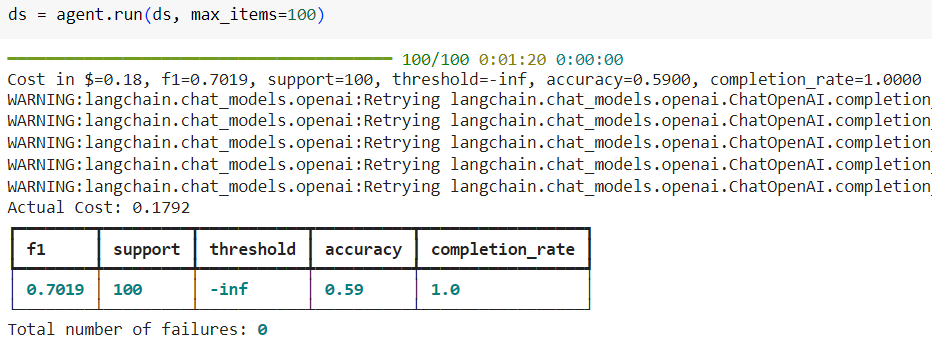 ds = agent.run(ds, max_items=100)
100/100 0:01:20 0:00:00
Cost in $=0.18, f1=0.7019, support=100, threshold=-inf, accuracy=0.5900, completion_rate=1.0000
WARNING:langchain.chat_models.openai:Retrying langchain.chat_models.openai.ChatOpenAI.completion_
WARNING:langchain.chat_models.openai:Retrying langchain.chat_models.openai.ChatOpenAI.completion_
WARNING:langchain.chat_models.openai:Retrying langchain.chat_models.openai.ChatOpenAI.completion_
WARNING:langchain.chat_models.openai:Retrying langchain.chat_models.openai.ChatOpenAI.completion_
WARNING:langchain.chat_models.openai:Retrying langchain.chat_models.openai.ChatOpenAI.completion_
Actual Cost: 0.1792
f1 support threshold accuracy completion_rate
0.7019 100 -inf 0.59 1.0
Total number of failures: 0